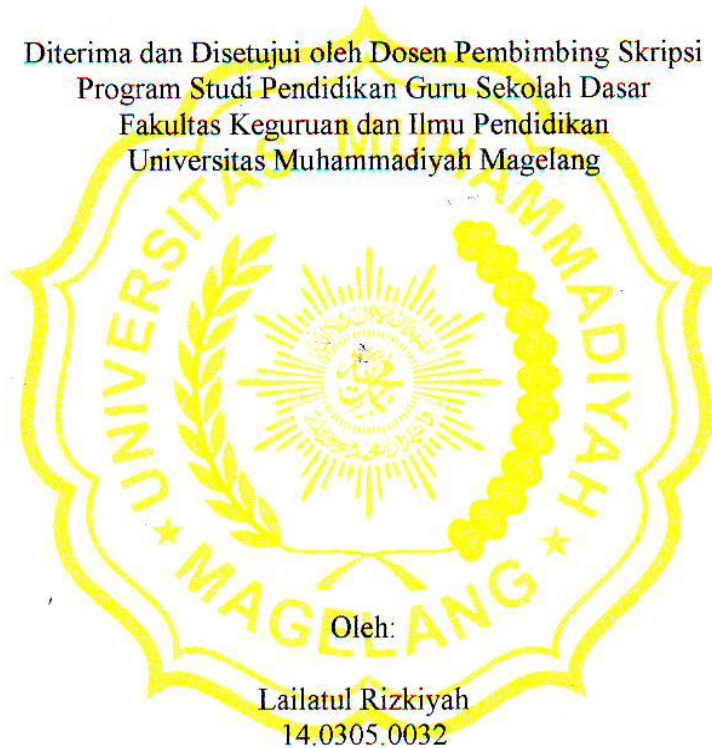 Diterima dan Disetujui oleh Dosen Pembimbing Skripsi
Program Studi Pendidikan Guru Sekolah Dasar
Fakultas Keguruan dan Ilmu Pendidikan
Universitas Muhammadiyah Magelang
UNIVERSITAS MUHAMMADIYAH
★ MAGELANG ★
Oleh:
Lailatul Rizkiyah
14.0305.0032